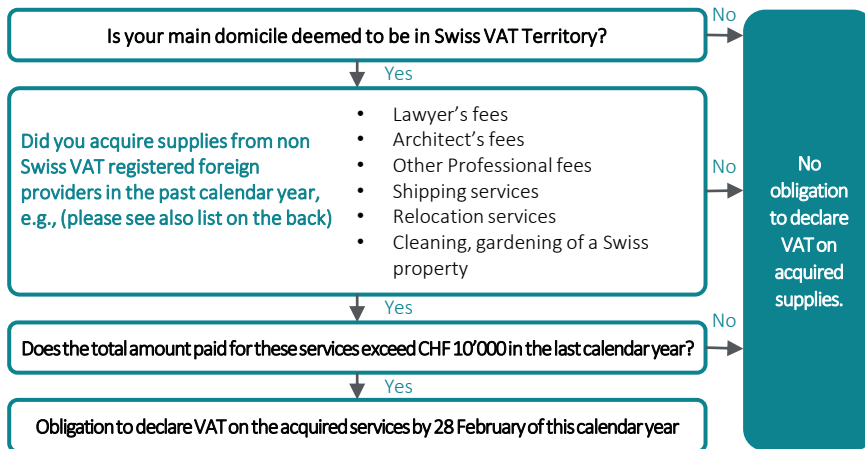 Is your main domicile deemed to be in Swiss VAT Territory?
No
Yes
Did you acquire supplies from non
Swiss VAT registered foreign
providers in the past calendar year,
e.g., (please see also list on the back)
• Lawyer's fees
• Architect's fees
• Other Professional fees
• Shipping services
• Relocation services
• Cleaning, gardening of a Swiss
property
No
No
obligation
to declare
VAT on
acquired
supplies.
Yes
Does the total amount paid for these services exceed CHF 10'000 in the last calendar year?
No
Yes
Obligation to declare VAT on the acquired services by 28 February of this calendar year